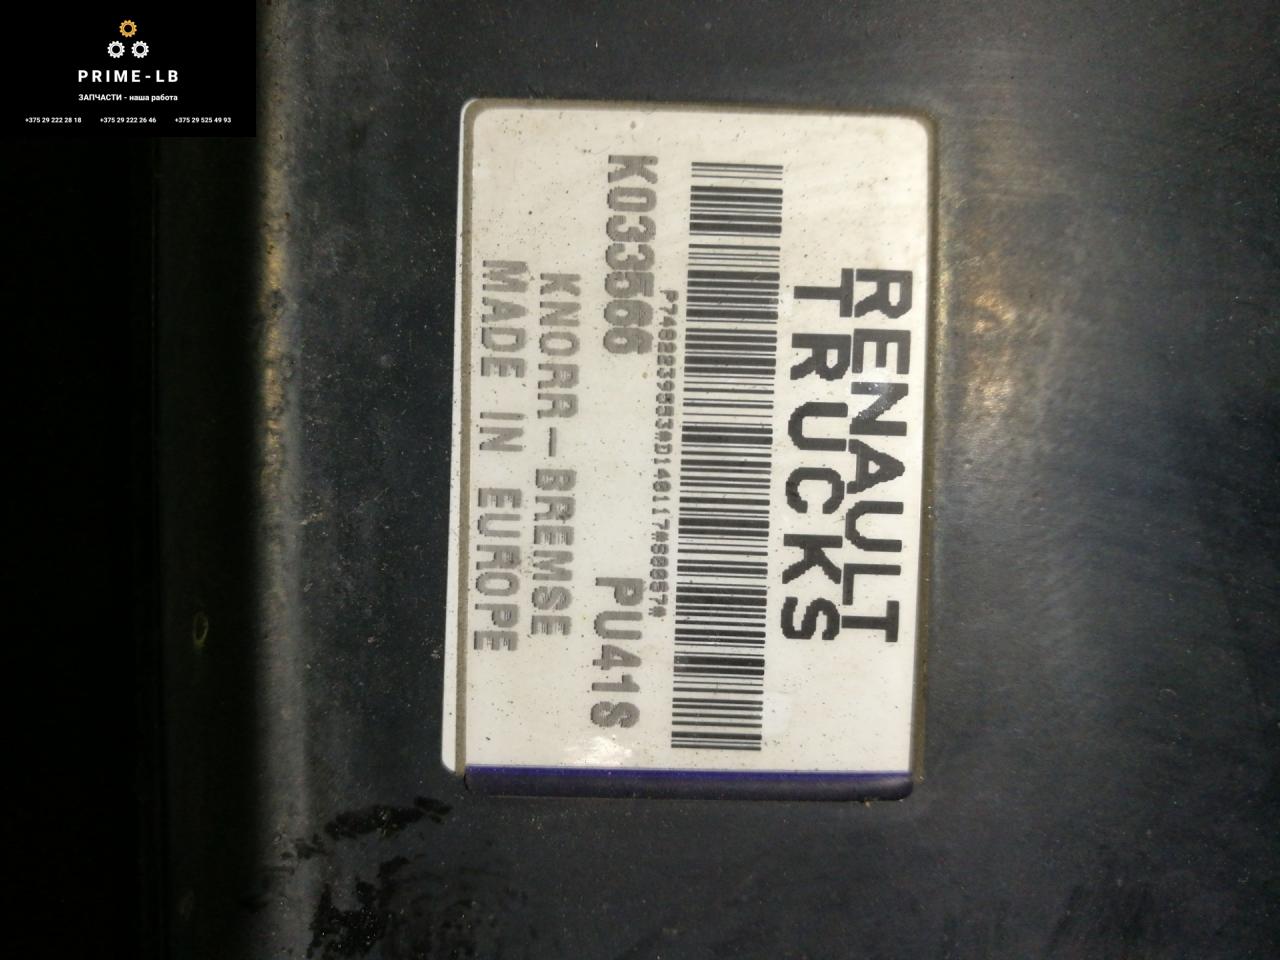 PRIME-LB
ЗАПЧАСТИ - наша работа
+375 29 222 28 18 +375 29 222 26 46 +375 29 525 49 93
RENAULT
TRUCKS
K033566 PU41S
KNORR-BREMSE
MADE IN EUROPE